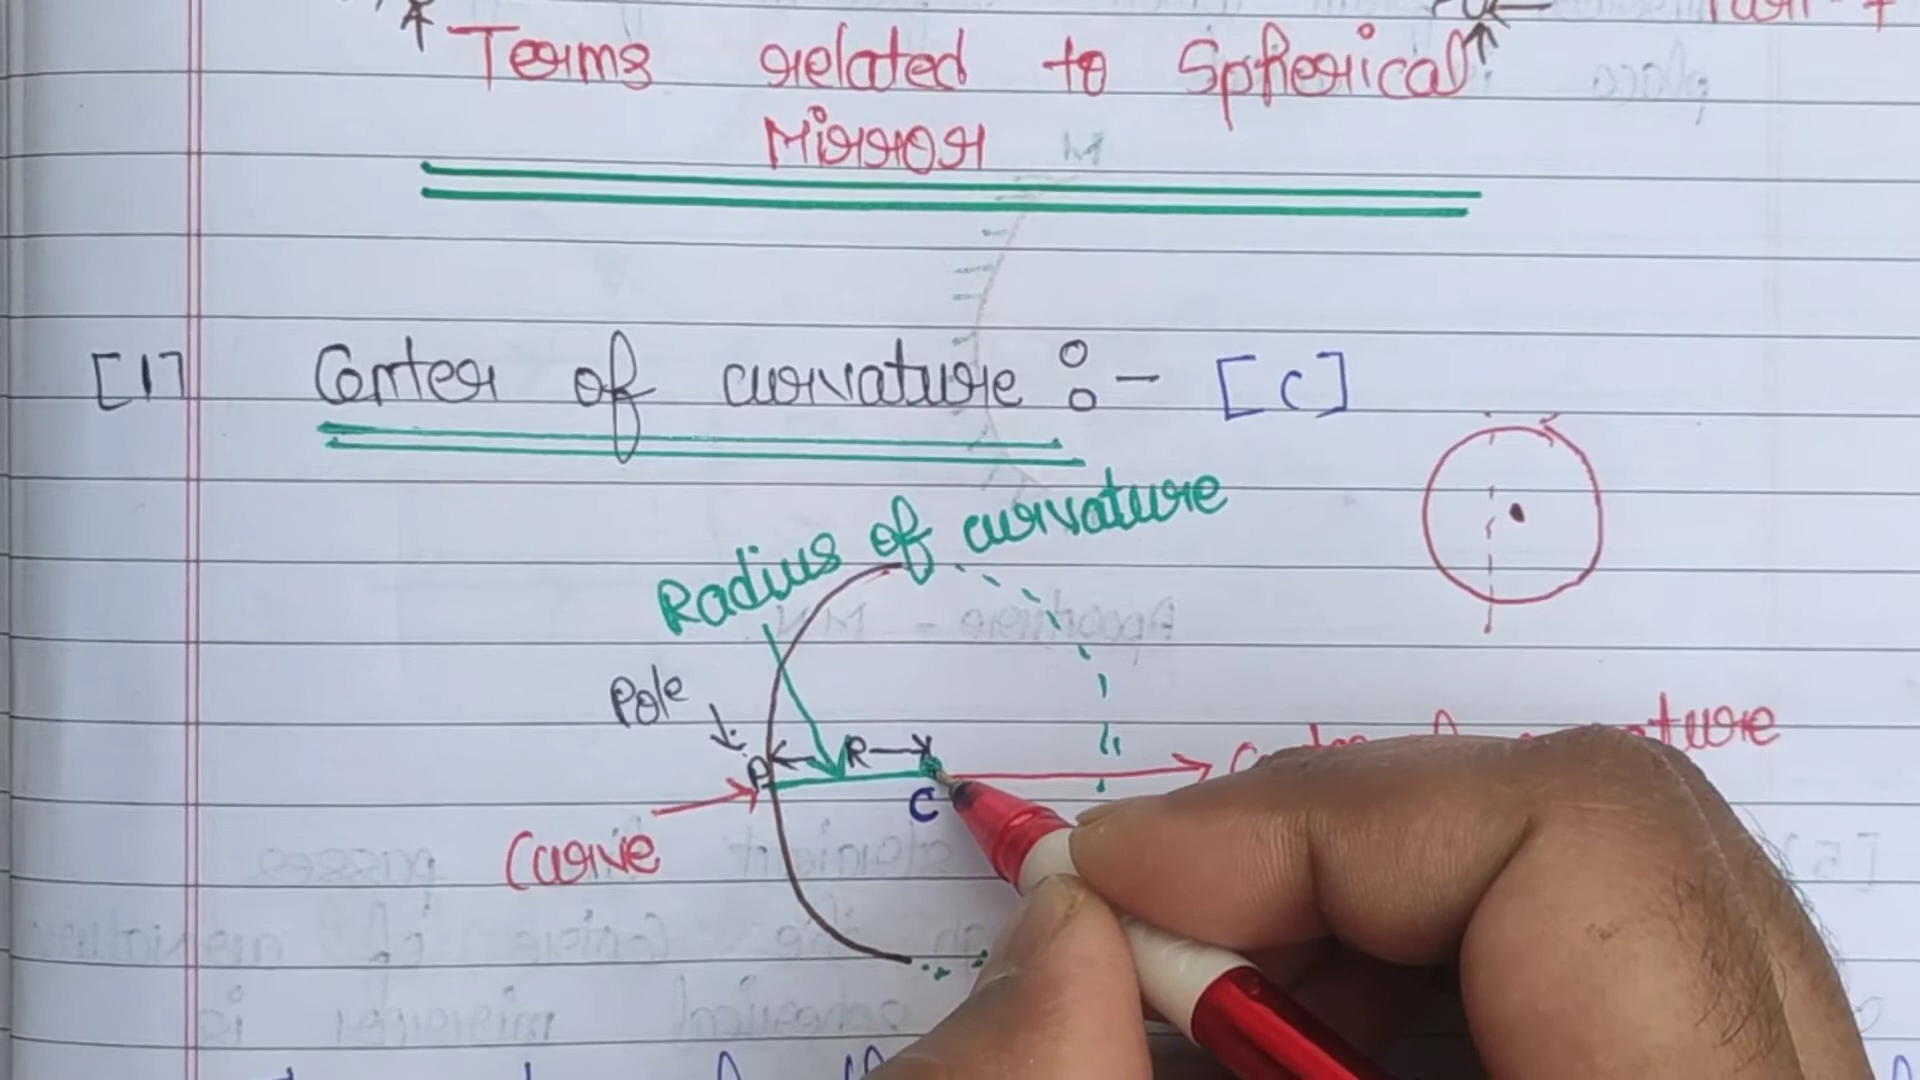 Terms related to Spherical
Mirror
[1] Center of curvature :- [C]
Radius of curvature
Pole
R
P
C
Curve